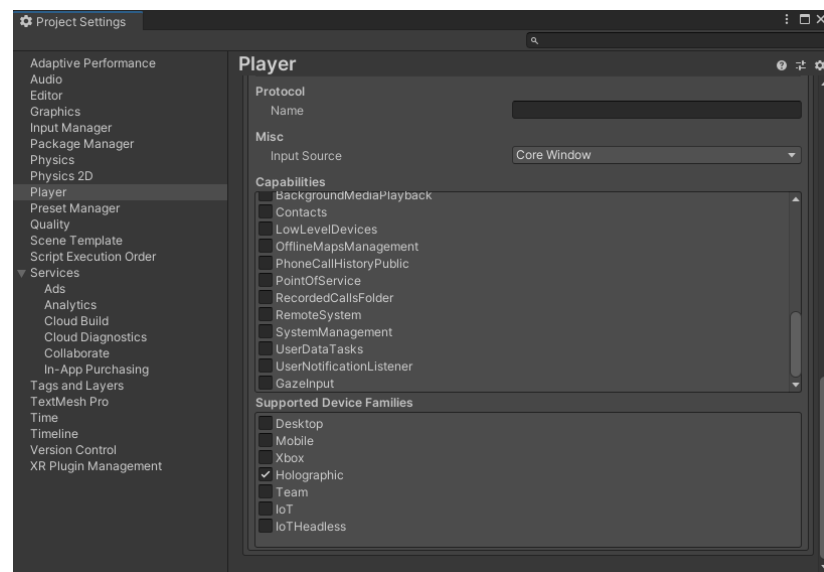 Project Settings
Adaptive Performance
Audio
Editor
Graphics
Input Manager
Package Manager
Physics
Physics 2D
Player
Preset Manager
Quality
Scene Template
Script Execution Order
Services
Ads
Analytics
Cloud Build
Cloud Diagnostics
Collaborate
In-App Purchasing
Tags and Layers
TextMesh Pro
Time
Timeline
Version Control
XR Plugin Management
Player
Protocol
Name
Misc
Input Source
Core Window
Capabilities
BackgroundMediaPlayback
Contacts
LowLevelDevices
OfflineMapsManagement
PhoneCallHistoryPublic
PointOfService
RecordedCallsFolder
RemoteSystem
SystemManagement
UserDataTasks
UserNotificationListener
GazeInput
Supported Device Families
Desktop
Mobile
Xbox
Holographic
Team
IoT
IoTHeadless